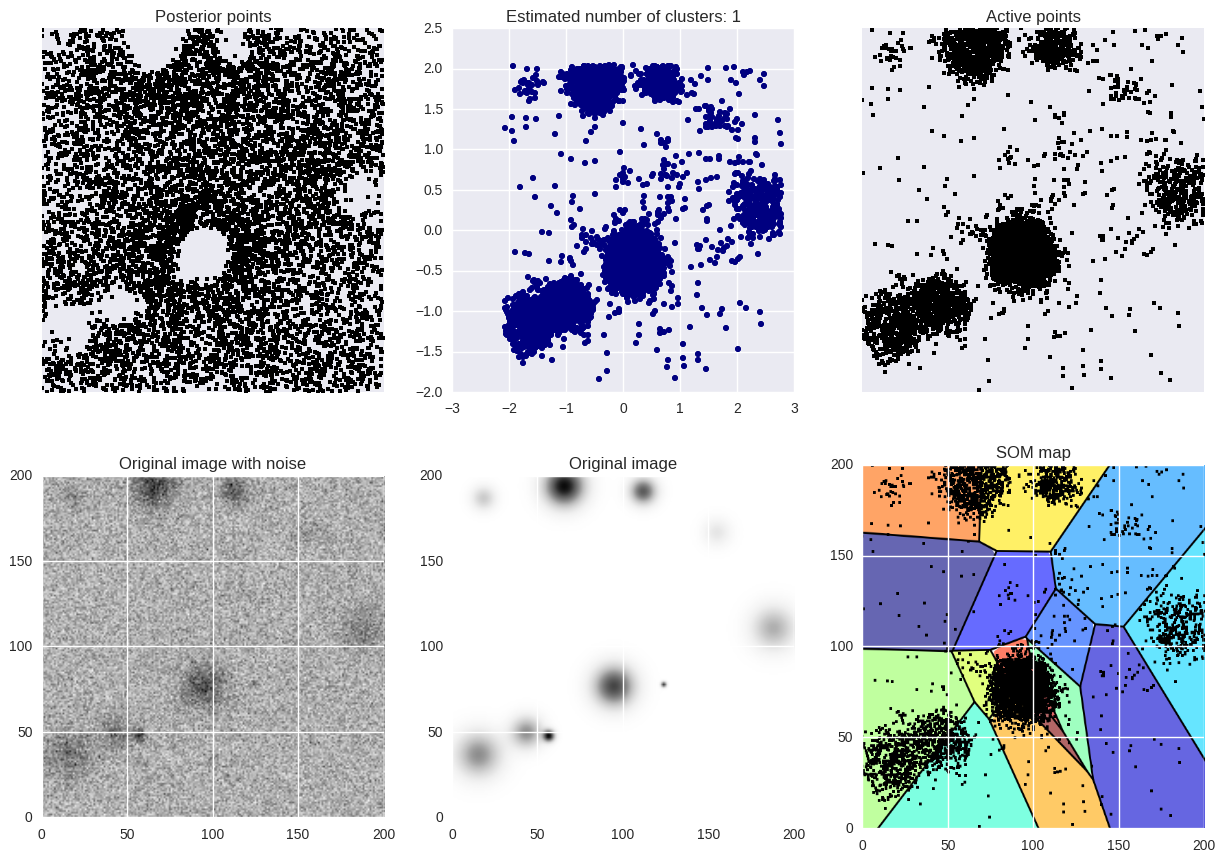 Posterior points
Estimated number of clusters: 1
Active points
2.5
2.0
1.5
1.0
0.5
0.0
−0.5
−1.0
−1.5
−2.0
−3 −2 −1 0 1 2 3
Original image with noise
Original image
SOM map
200
150
100
50
0
0 50 100 150 200
200
150
100
50
0
0 50 100 150 200
200
150
100
50
0
0 50 100 150 200